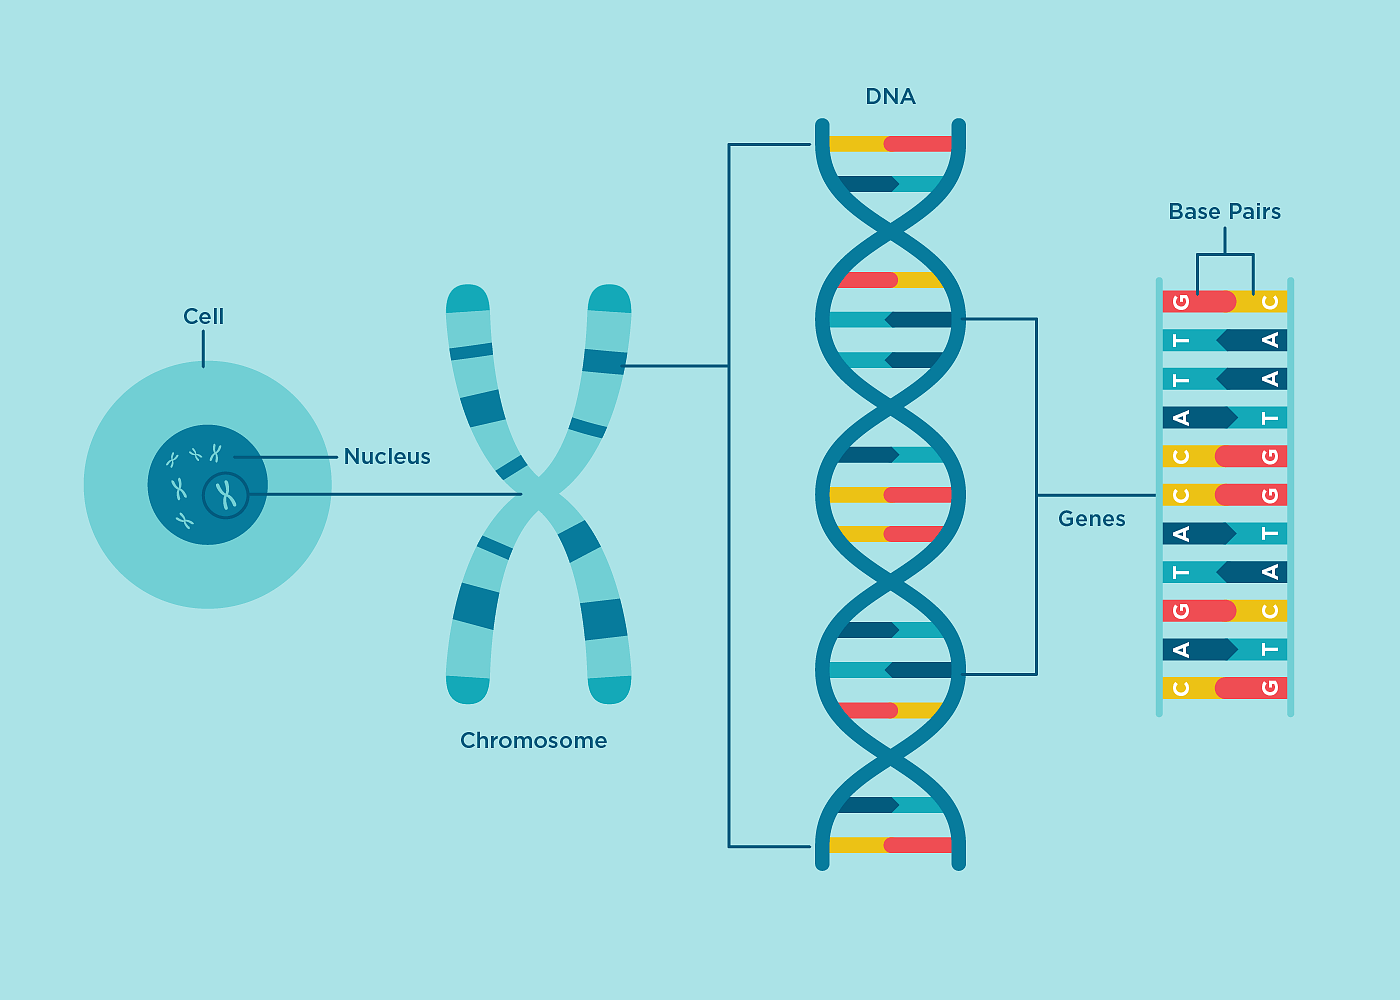 DNA
Base Pairs
Cell
Nucleus
Chromosome
Genes
G C
T A
T A
A T
C G
C G
A T
T A
G C
A T
C G